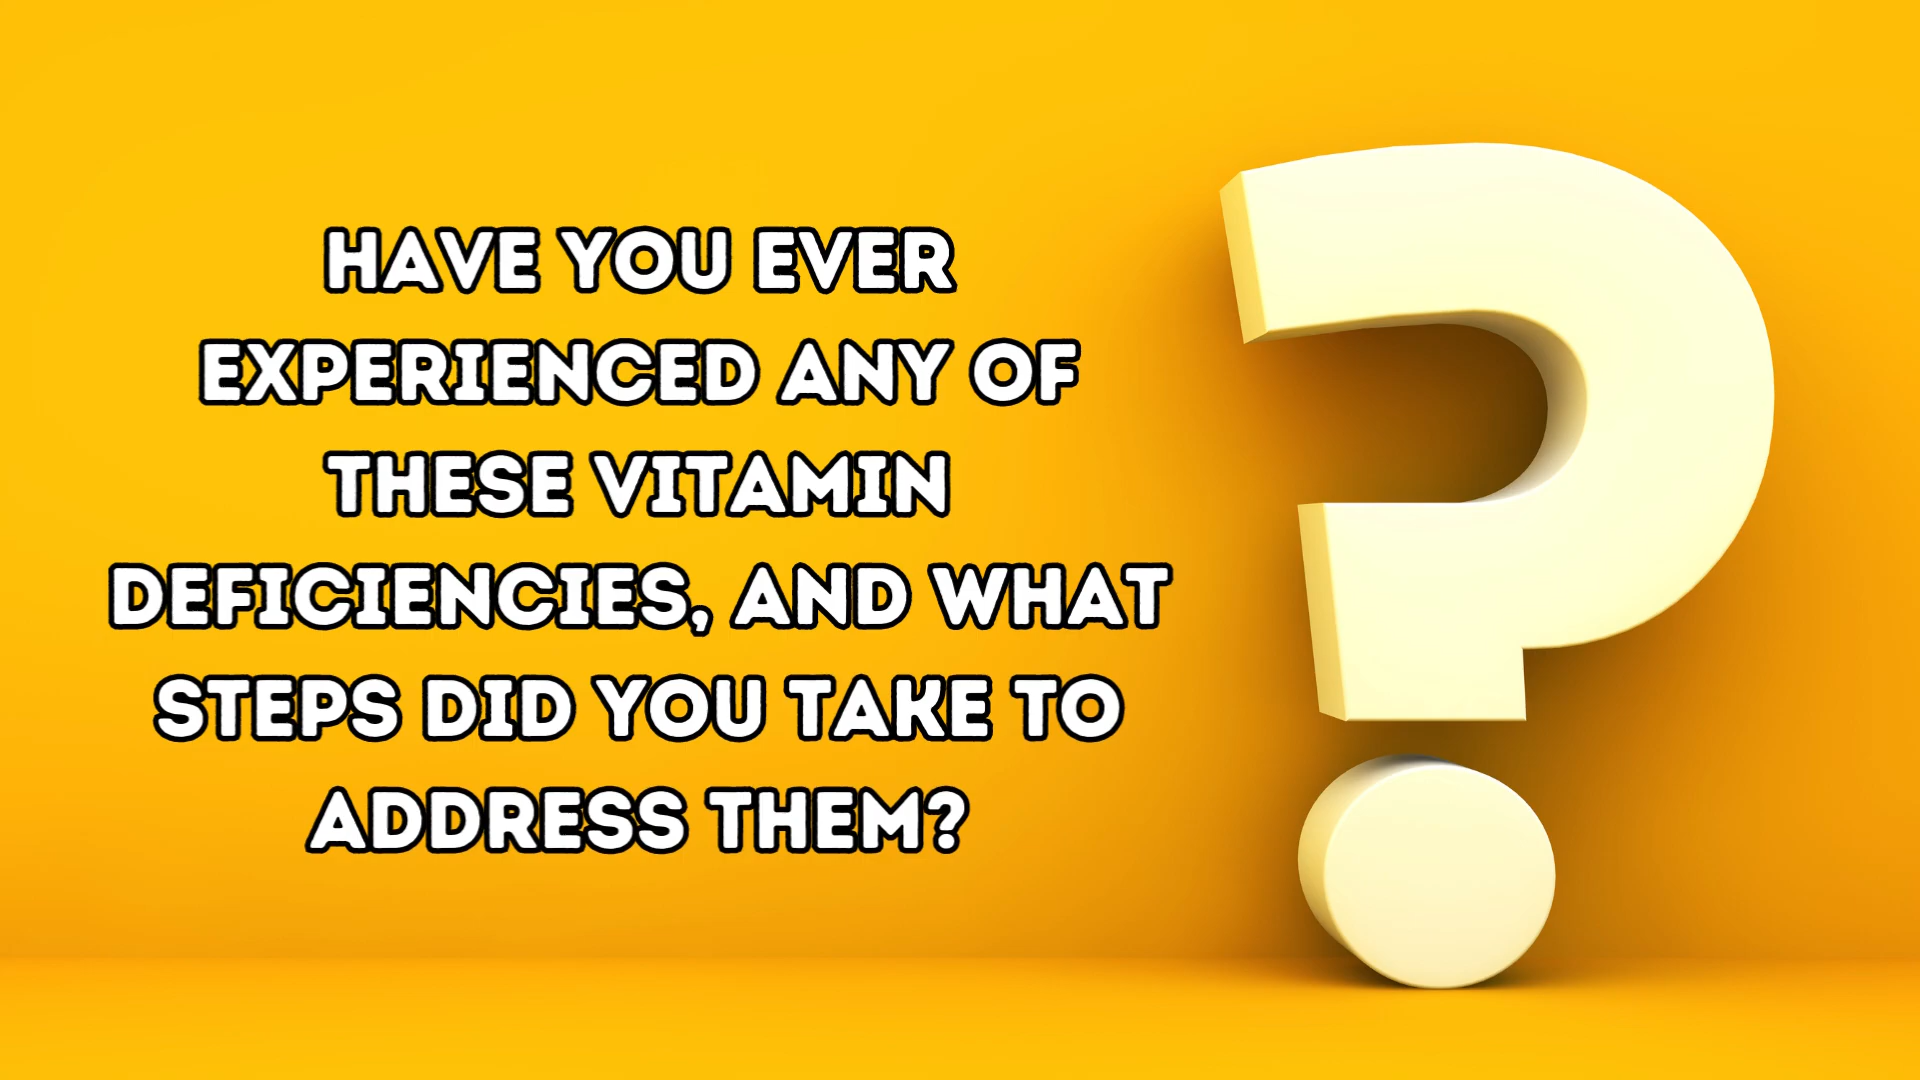 HAVE YOU EVER
EXPERIENCED ANY OF
THESE VITAMIN
DEFICIENCIES, AND WHAT
STEPS DID YOU TAKE TO
ADDRESS THEM?
?